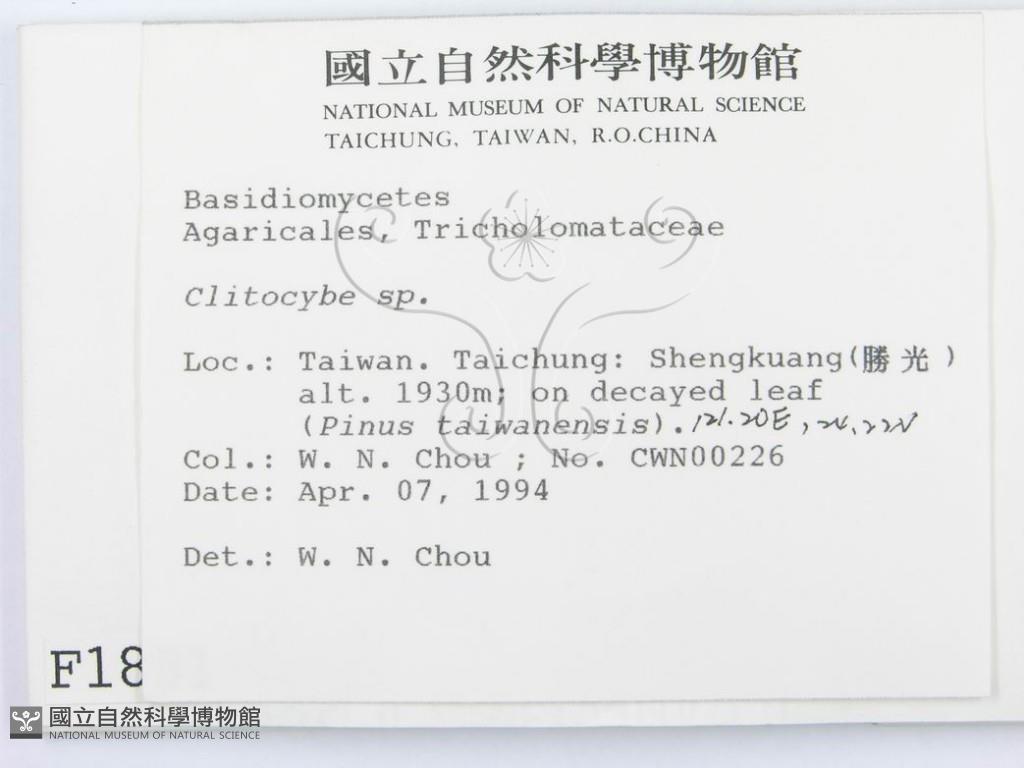 國立自然科學博物館
NATIONAL MUSEUM OF NATURAL SCIENCE
TAICHUNG, TAIWAN, R.O.CHINA
Basidiomycetes
Agaricales, Tricholomataceae
Clitocybe sp.
Loc.: Taiwan. Taichung: Shengkuang(勝光)
alt. 1930m; on decayed leaf
(Pinus taiwanensis). 121.20E, 24.22N
Col.: W. N. Chou ; No. CWN00226
Date: Apr. 07, 1994
Det.: W. N. Chou
F18
國立自然科學博物館
NATIONAL MUSEUM OF NATURAL SCIENCE